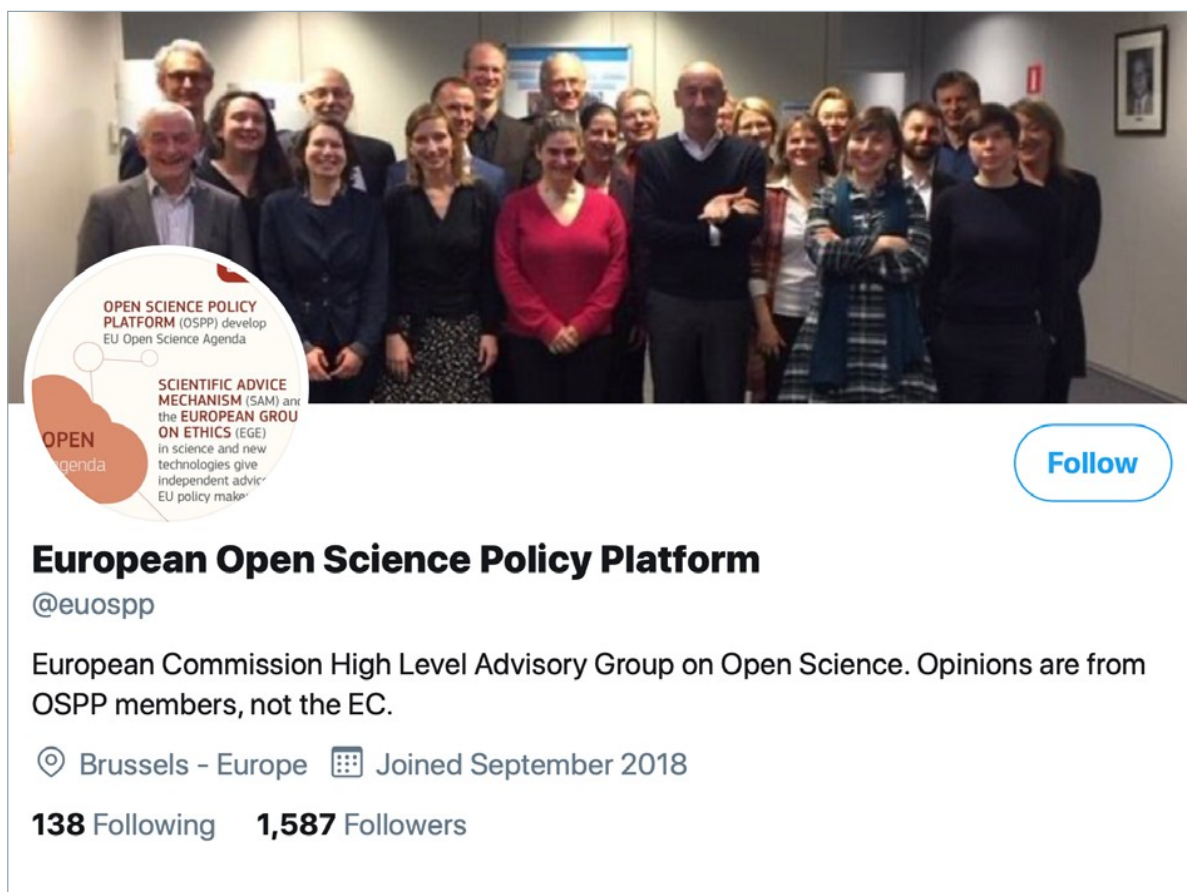 OPEN SCIENCE POLICY
PLATFORM (OSPP) develop
EU Open Science Agenda
SCIENTIFIC ADVICE
MECHANISM (SAM) and
the EUROPEAN GROU
ON ETHICS (EGE)
in science and new
technologies give
independent advic
EU policy make
OPEN
genda
Follow
European Open Science Policy Platform
@euospp
European Commission High Level Advisory Group on Open Science. Opinions are from
OSPP members, not the EC.
Brussels - Europe Joined September 2018
138 Following 1,587 Followers